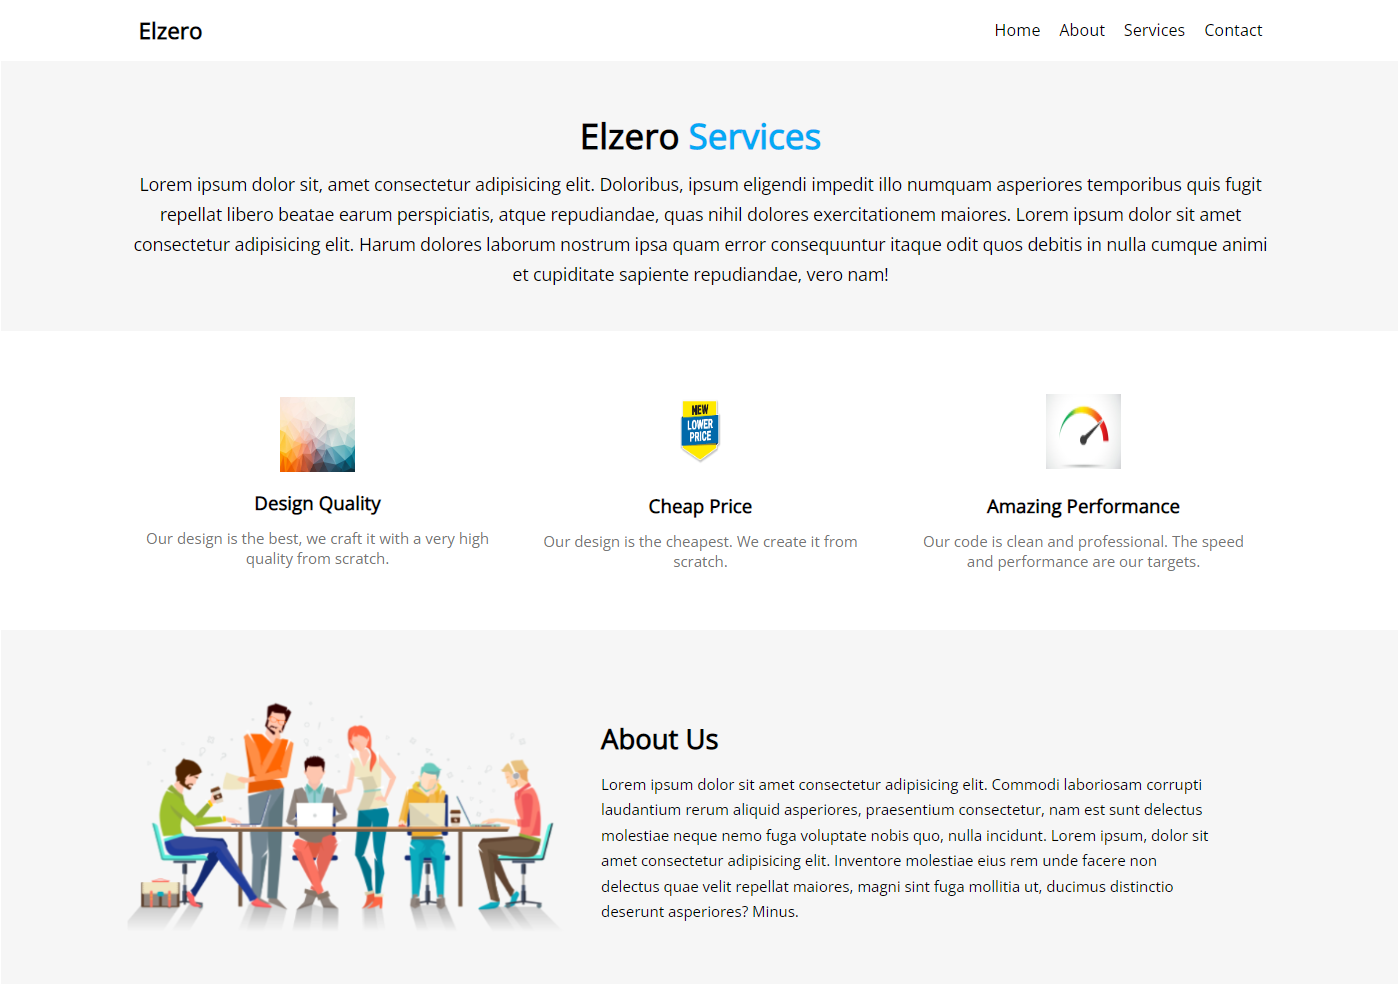 Elzero
Home About Services Contact
Elzero Services
Lorem ipsum dolor sit, amet consectetur adipisicing elit. Doloribus, ipsum eligendi impedit illo numquam asperiores temporibus quis fugit
repellat libero beatae earum perspiciatis, atque repudiandae, quas nihil dolores exercitationem maiores. Lorem ipsum dolor sit amet
consectetur adipisicing elit. Harum dolores laborum nostrum ipsa quam error consequuntur itaque odit quos debitis in nulla cumque animi
et cupiditate sapiente repudiandae, vero nam!
Design Quality
Our design is the best, we craft it with a very high
quality from scratch.
NEW
LOWER
PRICE
Cheap Price
Our design is the cheapest. We create it from
scratch.
Amazing Performance
Our code is clean and professional. The speed
and performance are our targets.
About Us
Lorem ipsum dolor sit amet consectetur adipisicing elit. Commodi laboriosam corrupti
laudantium rerum aliquid asperiores, praesentium consectetur, nam est sunt delectus
molestiae neque nemo fuga voluptate nobis quo, nulla incidunt. Lorem ipsum, dolor sit
amet consectetur adipisicing elit. Inventore molestiae eius rem unde facere non
delectus quae velit repellat maiores, magni sint fuga mollitia ut, ducimus distinctio
deserunt asperiores? Minus.